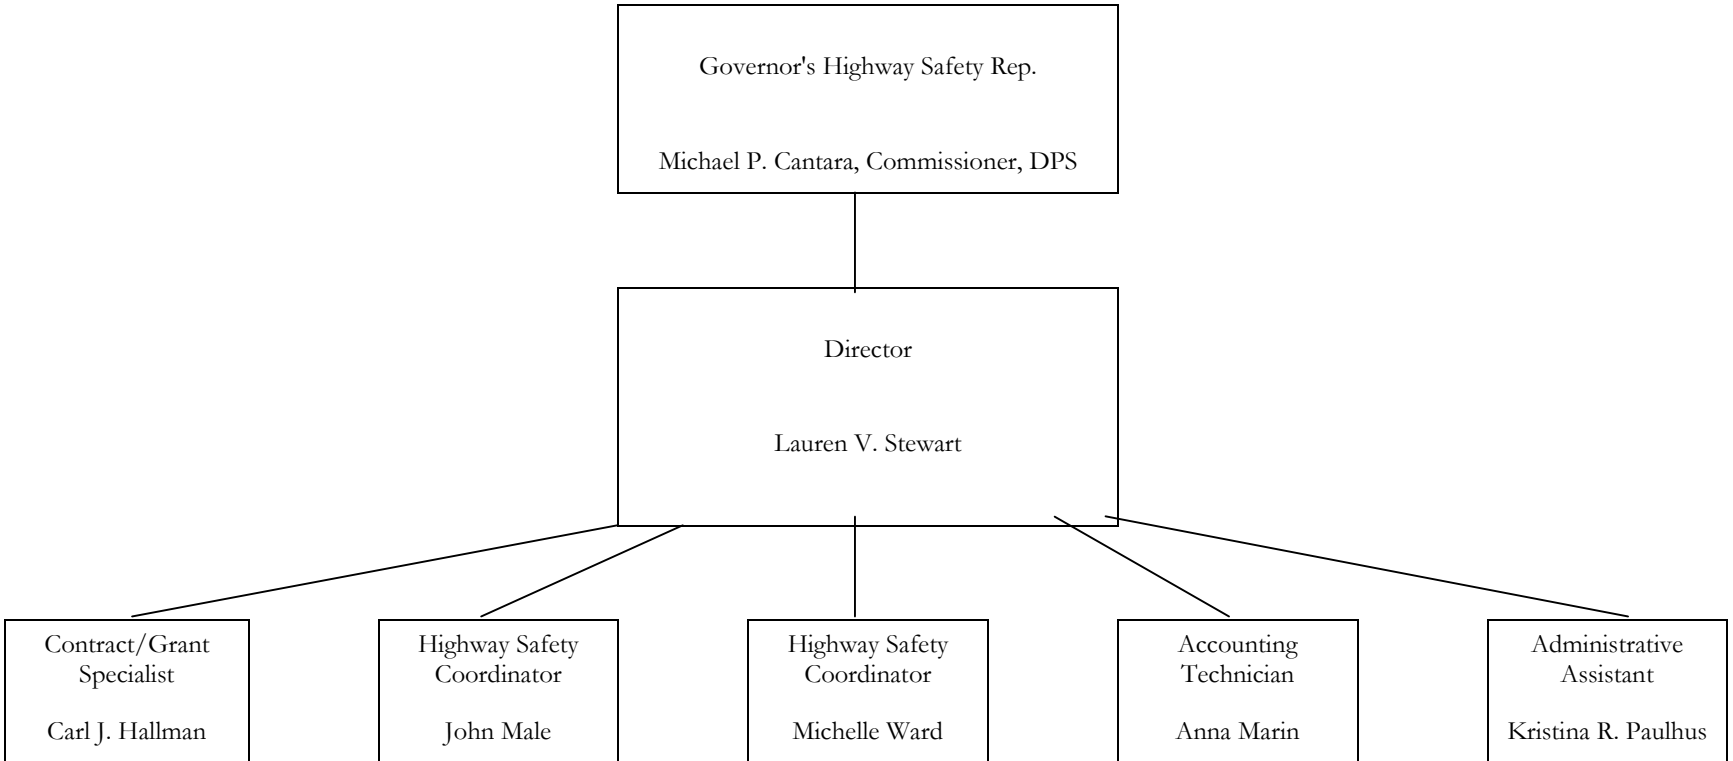 Governor's Highway Safety Rep.
Michael P. Cantara, Commissioner, DPS
Director
Lauren V. Stewart
Contract/Grant
Specialist
Carl J. Hallman
Highway Safety
Coordinator
John Male
Highway Safety
Coordinator
Michelle Ward
Accounting
Technician
Anna Marin
Administrative
Assistant
Kristina R. Paulhus